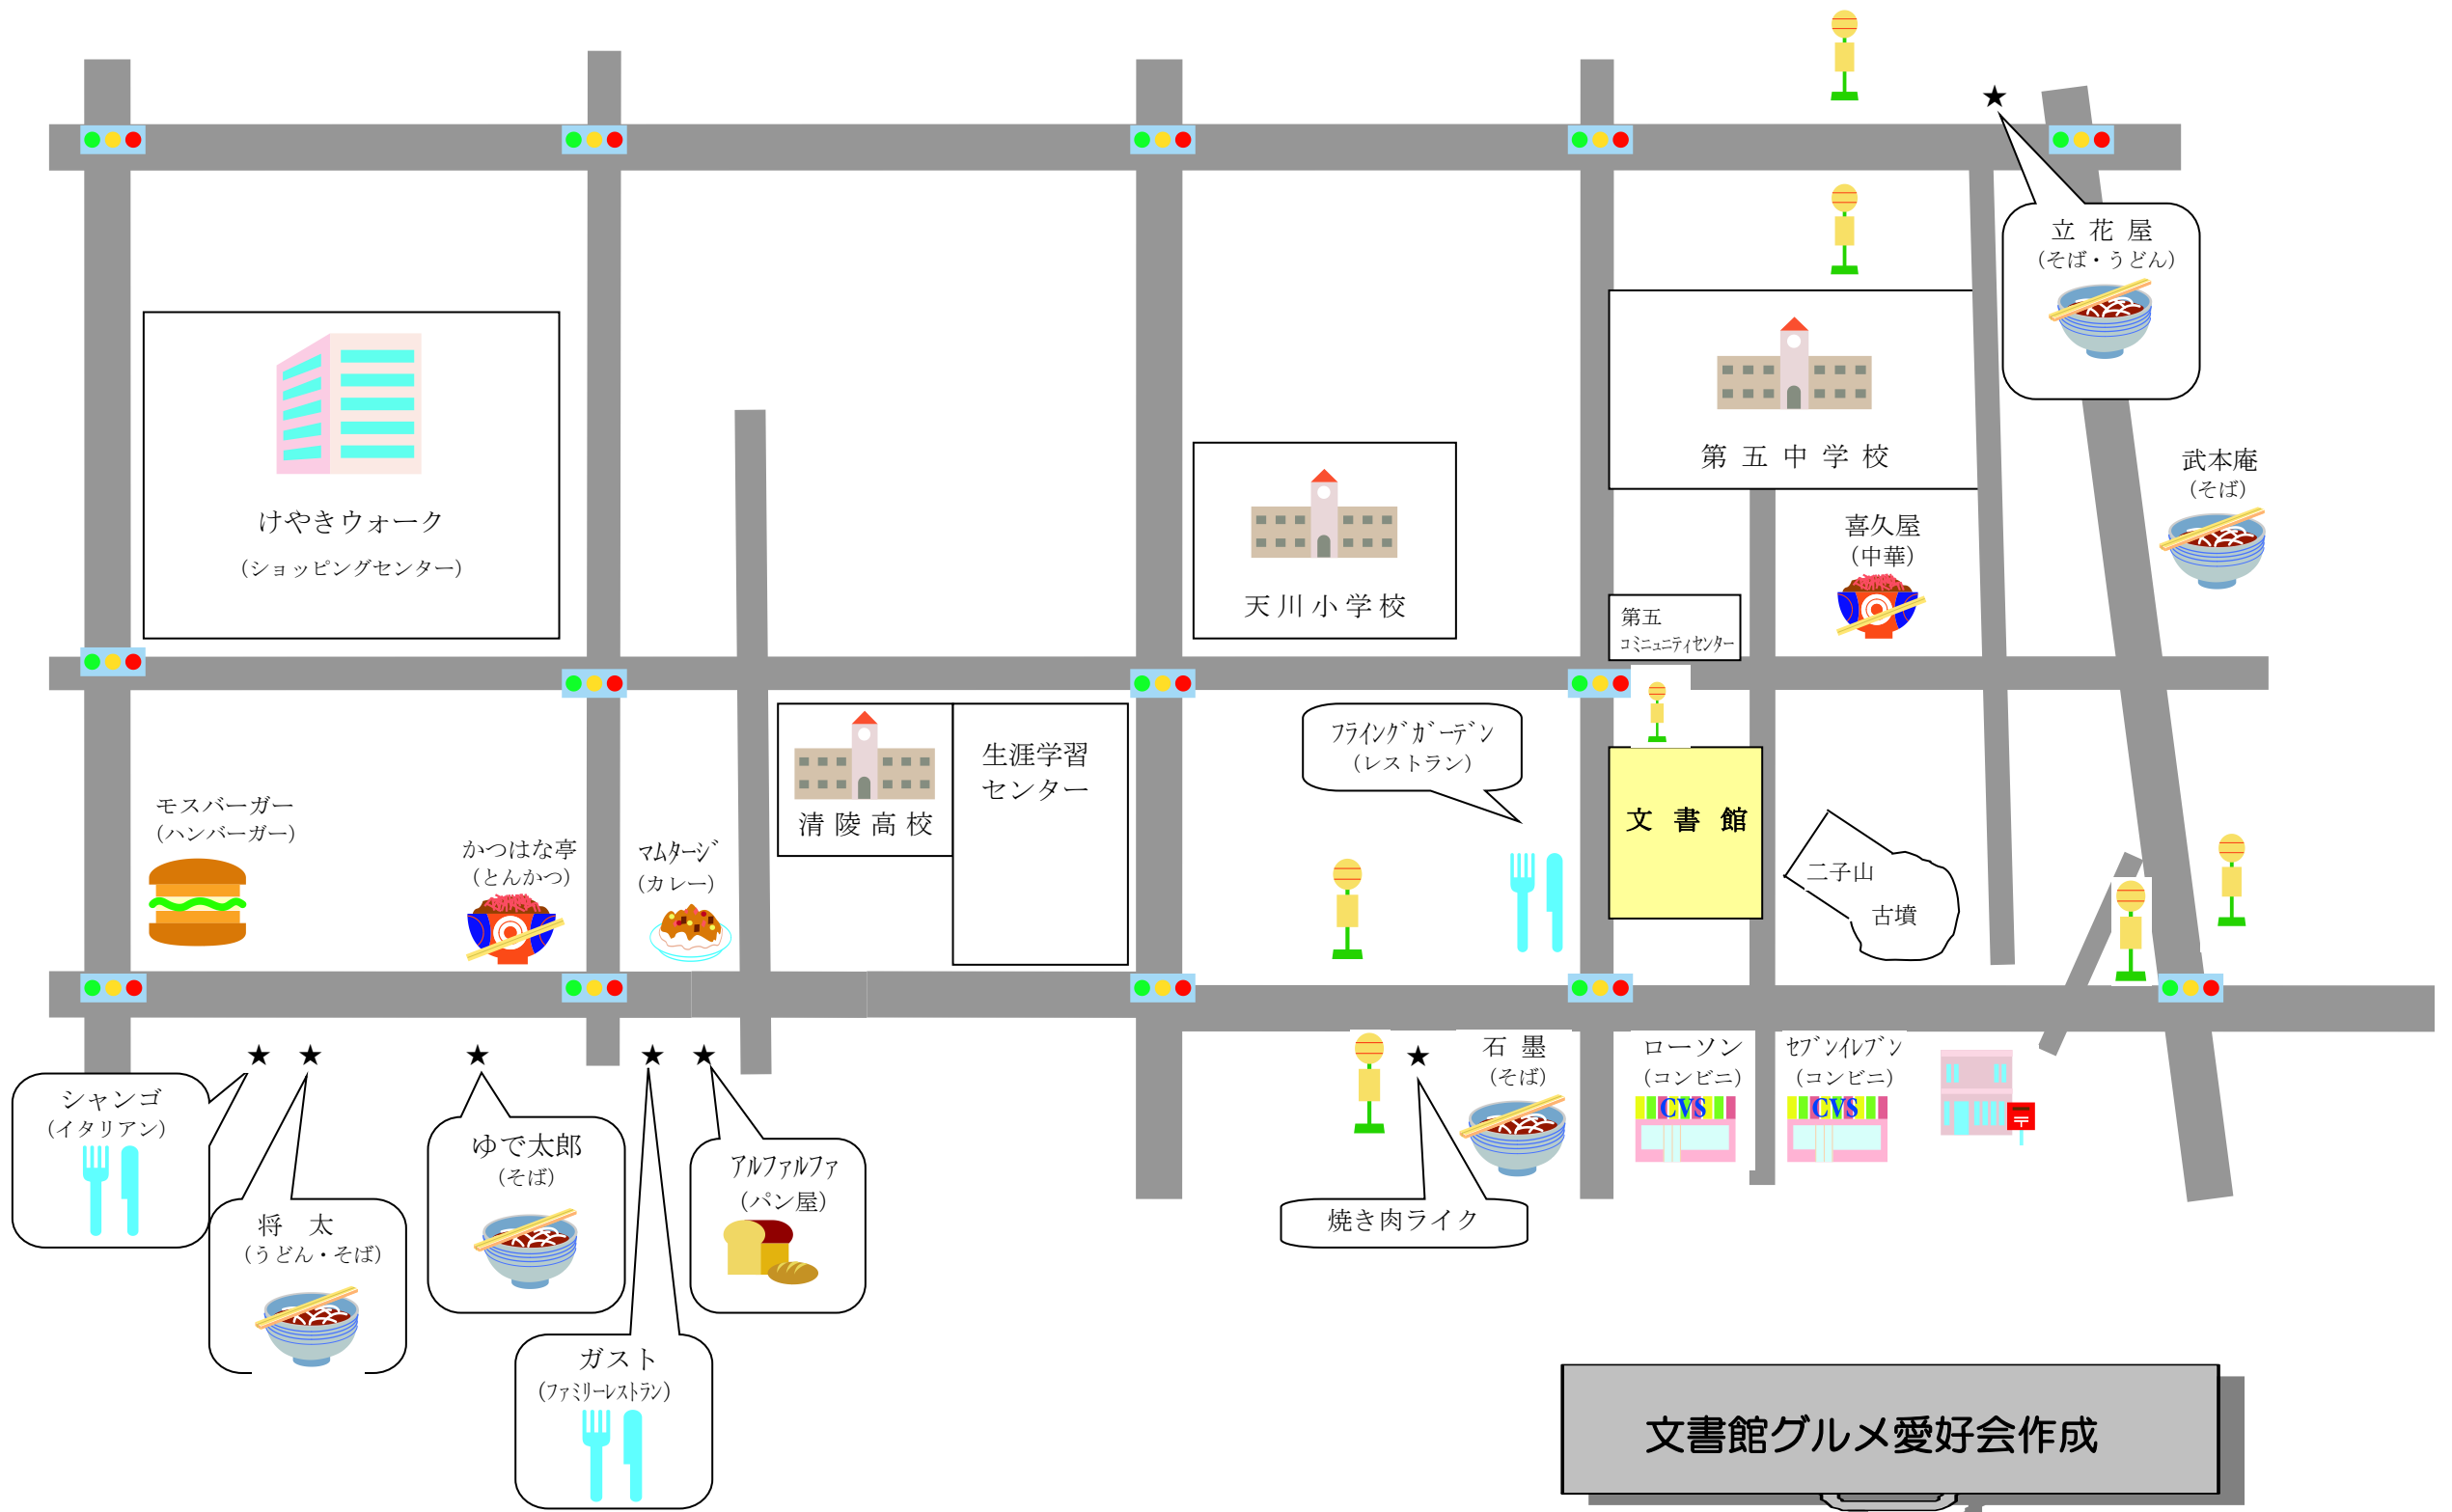 立 花 屋
（そば・うどん）
けやきウォーク
（ショッピングセンター）
天川小学校
第 五 中 学 校
武本庵
（そば）
喜久屋
（中華）
第五
コミュニティセンター
生涯学習
センター
清 陵 高 校
フライングガーデン
（レストラン）
文 書 館
二子山
古墳
モスバーガー
（ハンバーガー）
かつはな亭
（とんかつ）
マムタージ
（カレー）
★
★
★
★
★
★
★
シャンゴ
（イタリアン）
将 太
（うどん・そば）
ゆで太郎
（そば）
アルファルファ
（パン屋）
ガスト
（ファミリーレストラン）
石 墨
（そば）
焼き肉ライク
ローソン
（コンビニ）
CVS
セブンイレブン
（コンビニ）
CVS
〒
文書館グルメ愛好会作成